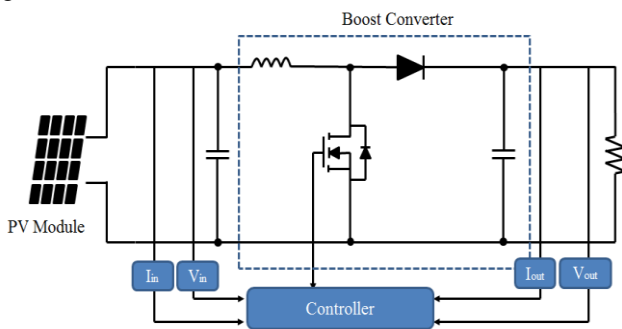 Boost Converter
PV Module
Iin
Vin
Iout
Vout
Controller